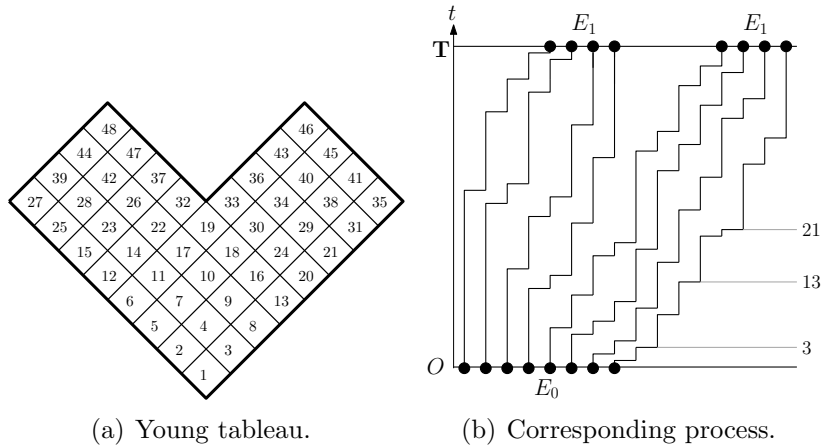 48 46
44 47 43 45
39 42 37 36 40 41
27 28 26 32 33 34 38 35
25 23 22 19 30 29 31
15 14 17 18 24 21
12 11 10 16 20
6 7 9 13
5 4 8
2 3
1
(a) Young tableau.
t
E₁ E₁
T
21
13
3
O
E₀
(b) Corresponding process.